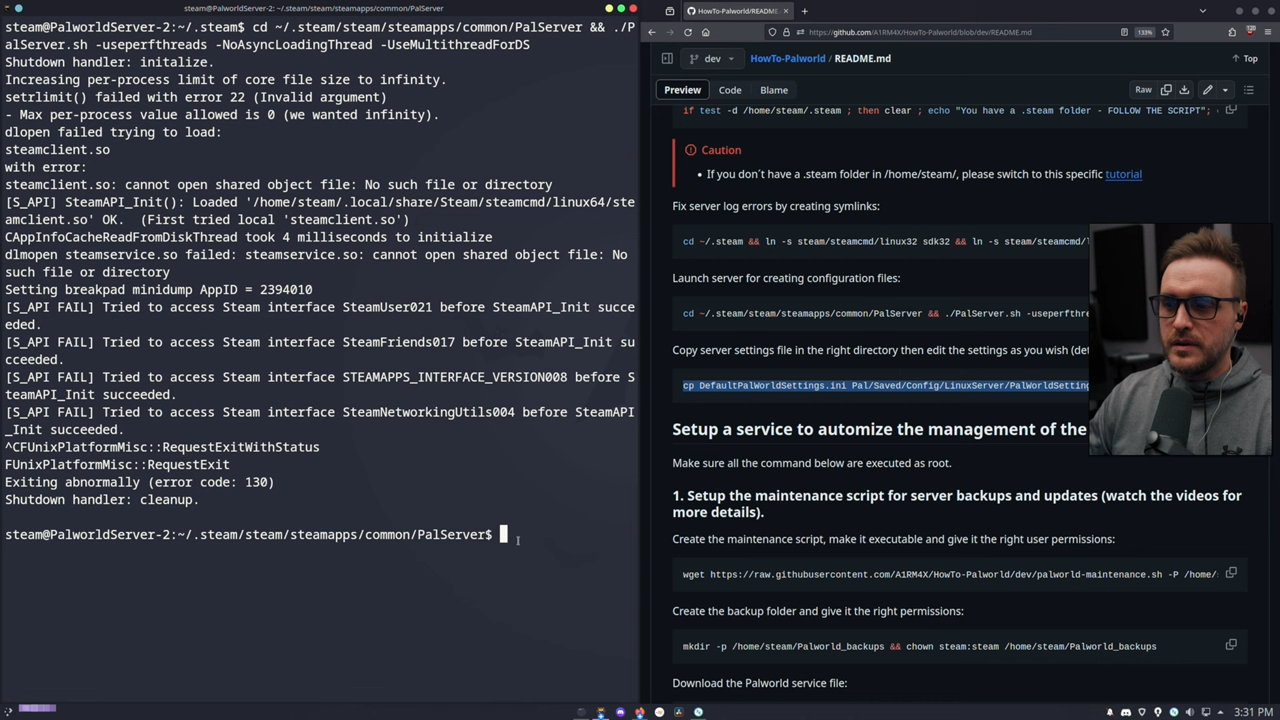 steam@PalworldServer-2: ~/.steam/steam/steamapps/common/PalServer
steam@PalworldServer-2:~/.steam$ cd ~/.steam/steam/steamapps/common/PalServer && ./P
alServer.sh -useperfthreads -NoAsyncLoadingThread -UseMultithreadForDS
Shutdown handler: initalize.
Increasing per-process limit of core file size to infinity.
setrlimit() failed with error 22 (Invalid argument)
- Max per-process value allowed is 0 (we wanted infinity).
dlopen failed trying to load:
steamclient.so
with error:
steamclient.so: cannot open shared object file: No such file or directory
[S_API] SteamAPI_Init(): Loaded '/home/steam/.local/share/Steam/steamcmd/linux64/ste
amclient.so' OK.  (First tried local 'steamclient.so')
CAppInfoCacheReadFromDiskThread took 4 milliseconds to initialize
dlmopen steamservice.so failed: steamservice.so: cannot open shared object file: No
such file or directory
Setting breakpad minidump AppID = 2394010
[S_API FAIL] Tried to access Steam interface SteamUser021 before SteamAPI_Init succe
eded.
[S_API FAIL] Tried to access Steam interface SteamFriends017 before SteamAPI_Init su
cceeded.
[S_API FAIL] Tried to access Steam interface STEAMAPPS_INTERFACE_VERSION008 before S
teamAPI_Init succeeded.
[S_API FAIL] Tried to access Steam interface SteamNetworkingUtils004 before SteamAPI
_Init succeeded.
^CFUnixPlatformMisc::RequestExitWithStatus
FUnixPlatformMisc::RequestExit
Exiting abnormally (error code: 130)
Shutdown handler: cleanup.
steam@PalworldServer-2:~/.steam/steam/steamapps/common/PalServer$
HowTo-Palworld/README
https://github.com/A1RM4X/HowTo-Palworld/blob/dev/README.md
133%
dev
HowTo-Palworld / README.md
Top
Preview
Code
Blame
Raw
if test -d /home/steam/.steam ; then clear ; echo "You have a .steam folder - FOLLOW THE SCRIPT";
Caution
• If you don´t have a .steam folder in /home/steam/, please switch to this specific tutorial
Fix server log errors by creating symlinks:
cd ~/.steam && ln -s steam/steamcmd/linux32 sdk32 && ln -s steam/steamcmd/l
Launch server for creating configuration files:
cd ~/.steam/steam/steamapps/common/PalServer && ./PalServer.sh -useperfthre
Copy server settings file in the right directory then edit the settings as you wish (det
cp DefaultPalWorldSettings.ini Pal/Saved/Config/LinuxServer/PalWorldSetting
Setup a service to automize the management of the
Make sure all the command below are executed as root.
1. Setup the maintenance script for server backups and updates (watch the videos for
more details).
Create the maintenance script, make it executable and give it the right user permissions:
wget https://raw.githubusercontent.com/A1RM4X/HowTo-Palworld/dev/palworld-maintenance.sh -P /home/s
Create the backup folder and give it the right permissions:
mkdir -p /home/steam/Palworld_backups && chown steam:steam /home/steam/Palworld_backups
Download the Palworld service file:
3:31 PM